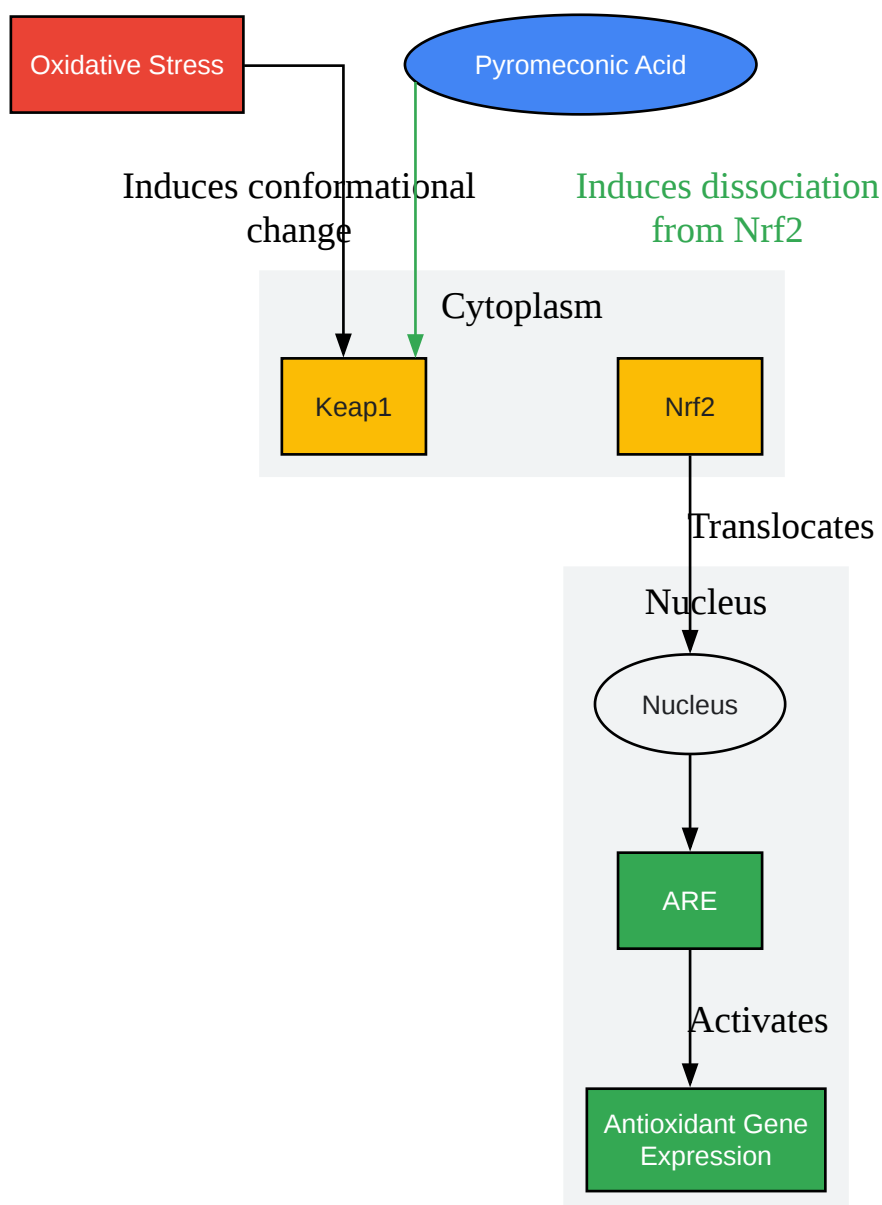 Oxidative Stress
Pyromeconic Acid
Induces conformational
change
Induces dissociation
from Nrf2
Cytoplasm
Keap1
Nrf2
Translocates
Nucleus
Nucleus
ARE
Activates
Antioxidant Gene
Expression